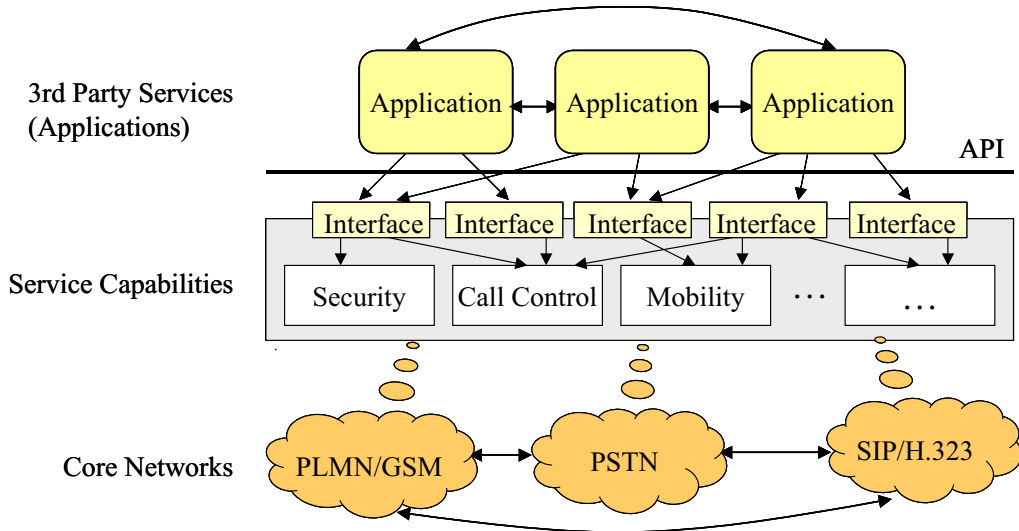 3rd Party Services
(Applications)
Application
Application
Application
API
Interface
Interface
Interface
Interface
Interface
Service Capabilities
Security
Call Control
Mobility
...
...
Core Networks
PLMN/GSM
PSTN
SIP/H.323